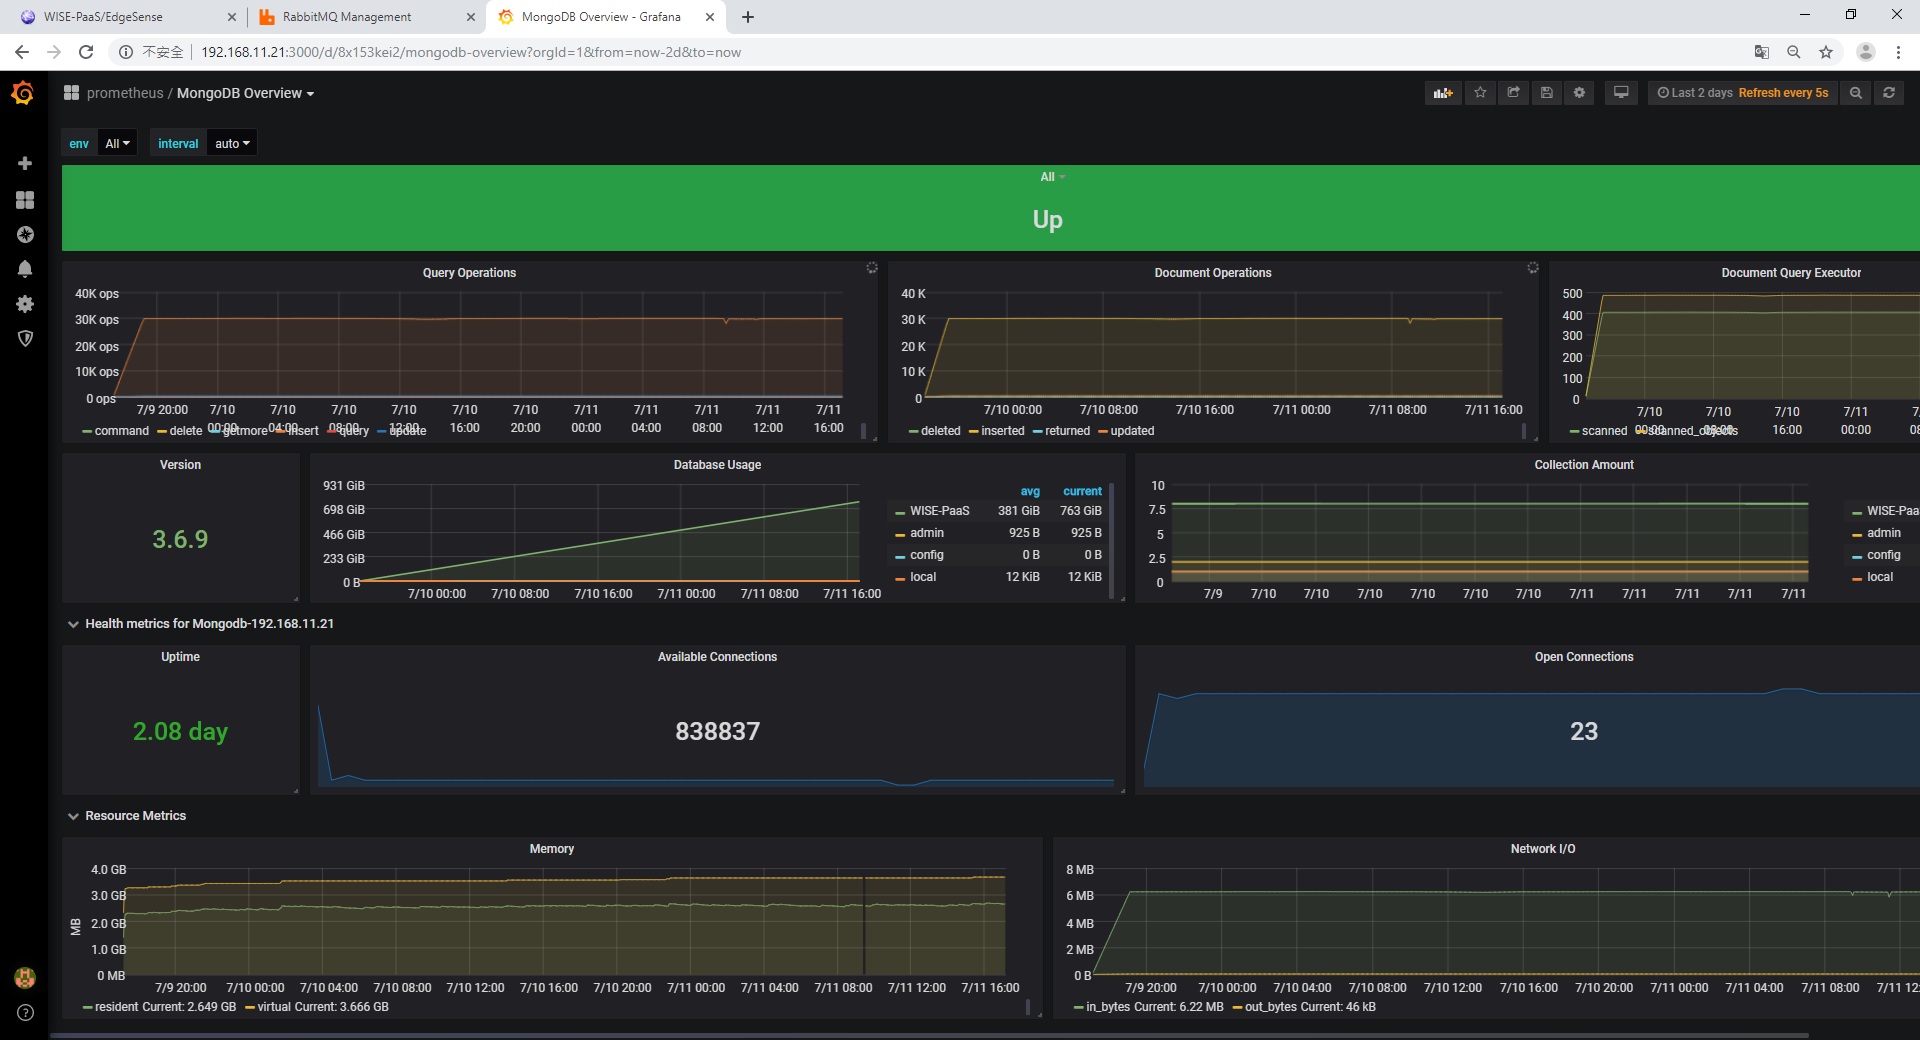 WISE-PaaS/EdgeSense
RabbitMQ Management
MongoDB Overview - Grafana
不安全
192.168.11.21:3000/d/8x153kei2/mongodb-overview?orgId=1&from=now-2d&to=now
prometheus / MongoDB Overview
Last 2 days Refresh every 5s
env All interval auto
All
Up
Query Operations
40K ops
30K ops
20K ops
10K ops
0 ops
7/9 20:00 7/10 7/10 7/10 7/10 7/10 7/10 7/11 7/11 7/11 7/11 7/11
00:00 04:00 08:00 12:00 16:00 20:00 00:00 04:00 08:00 12:00 16:00
command delete getmore insert query update
Document Operations
40 K
30 K
20 K
10 K
0
7/10 00:00 7/10 08:00 7/10 16:00 7/11 00:00 7/11 08:00 7/11 16:00
deleted inserted returned updated
Document Query Executor
500
400
300
200
100
0
7/10 7/10 7/10 7/11
00:00 08:00 16:00 00:00
scanned scanned_objects
Version
3.6.9
Database Usage
931 GiB
698 GiB
466 GiB
233 GiB
0 B
7/10 00:00 7/10 08:00 7/10 16:00 7/11 00:00 7/11 08:00 7/11 16:00
avg current
WISE-PaaS 381 GiB 763 GiB
admin 925 B 925 B
config 0 B 0 B
local 12 KiB 12 KiB
Collection Amount
10
7.5
5
2.5
0
7/9 7/10 7/10 7/10 7/10 7/10 7/10 7/11 7/11 7/11 7/11 7/11
WISE-Paa
admin
config
local
Health metrics for Mongodb-192.168.11.21
Uptime
2.08 day
Available Connections
838837
Open Connections
23
Resource Metrics
Memory
MB
4.0 GB
3.0 GB
2.0 GB
1.0 GB
0 MB
7/9 20:00 7/10 00:00 7/10 04:00 7/10 08:00 7/10 12:00 7/10 16:00 7/10 20:00 7/11 00:00 7/11 04:00 7/11 08:00 7/11 12:00 7/11 16:00
resident Current: 2.649 GB virtual Current: 3.666 GB
Network I/O
8 MB
6 MB
4 MB
2 MB
0 B
7/9 20:00 7/10 00:00 7/10 04:00 7/10 08:00 7/10 12:00 7/10 16:00 7/10 20:00 7/11 00:00 7/11 04:00 7/11 08:00 7/11 12:
in_bytes Current: 6.22 MB out_bytes Current: 46 kB